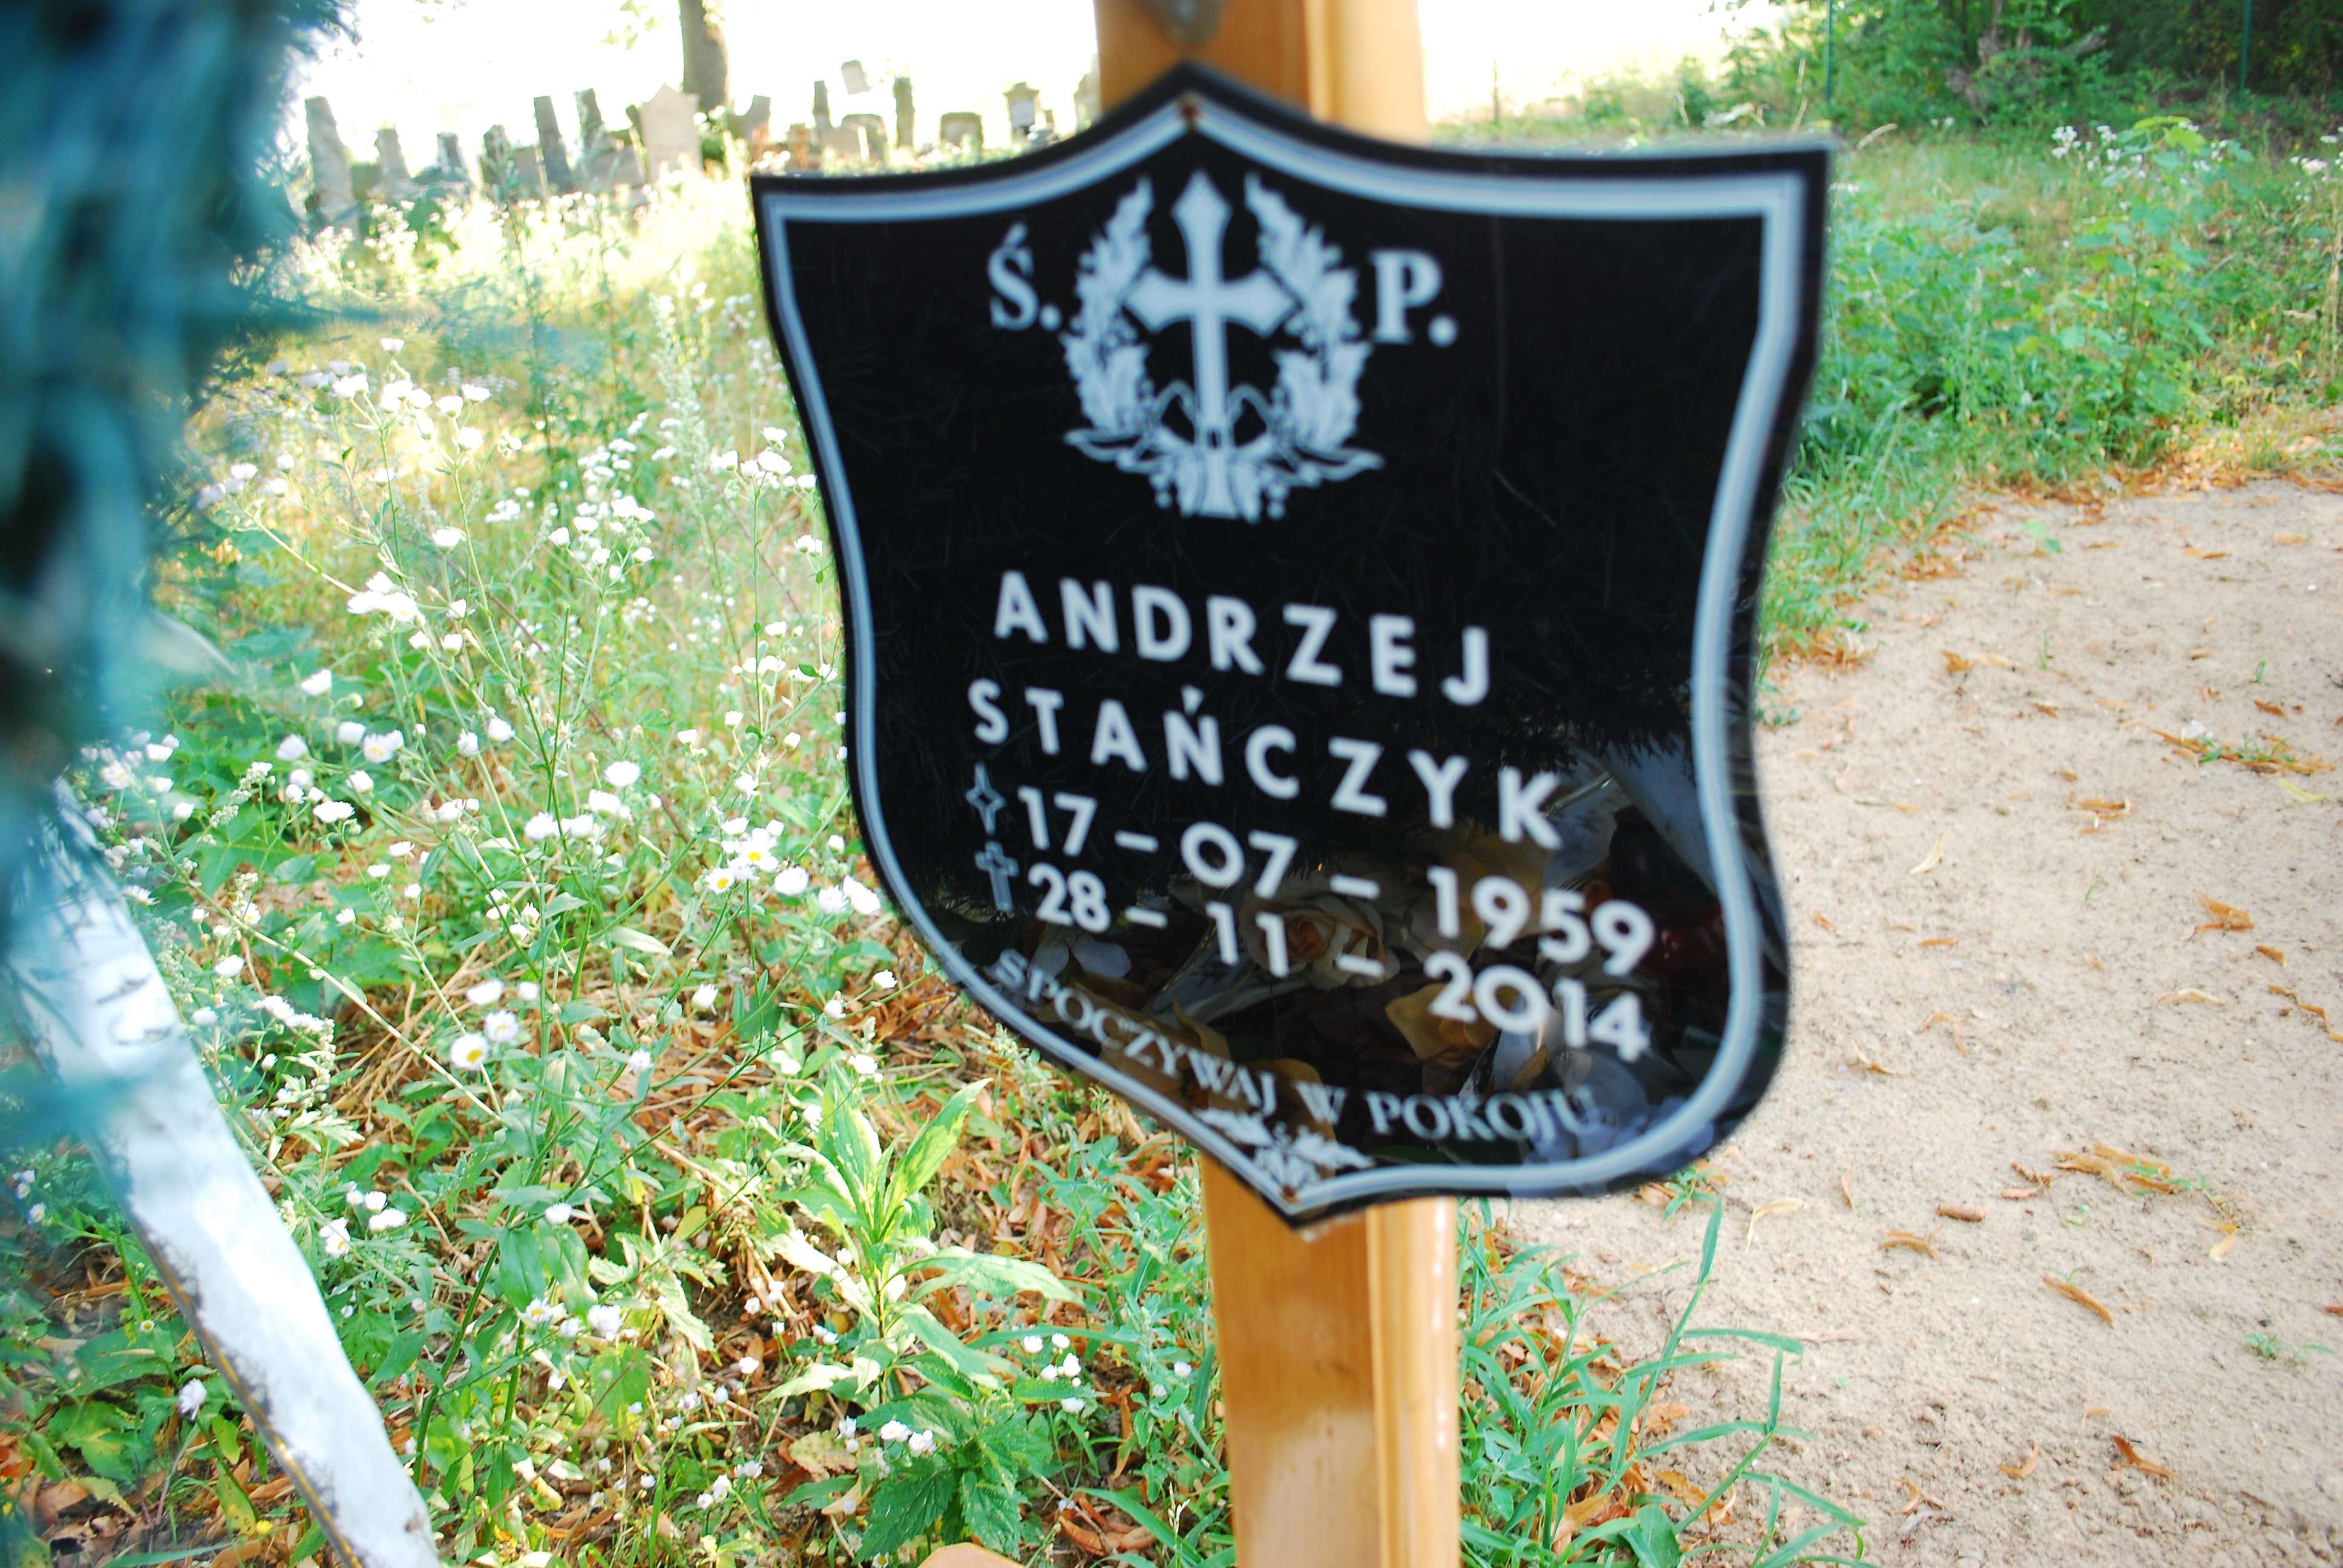 Ś. P.
ANDRZEJ
STAŃCZYK
17 - 07 - 1959
28 - 11 - 2014
SPOCZYWAJ W POKOJU